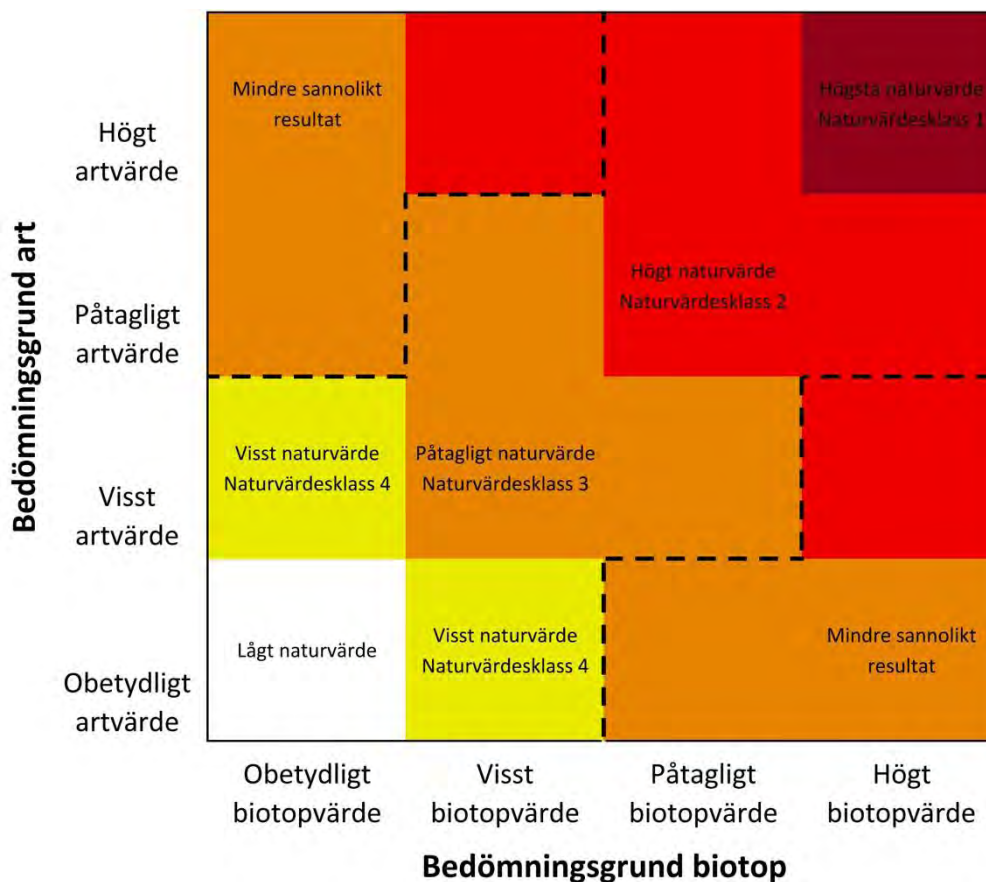 Bedömningsgrund art
Högt
artvärde
Mindre sannolikt
resultat
Högsta naturvärde
Naturvärdesklass 1
Påtagligt
artvärde
Högt naturvärde
Naturvärdesklass 2
Visst
artvärde
Visst naturvärde
Naturvärdesklass 4
Påtagligt naturvärde
Naturvärdesklass 3
Obetydligt
artvärde
Lågt naturvärde
Visst naturvärde
Naturvärdesklass 4
Mindre sannolikt
resultat
Obetydligt
biotopvärde
Visst
biotopvärde
Påtagligt
biotopvärde
Högt
biotopvärde
Bedömningsgrund biotop